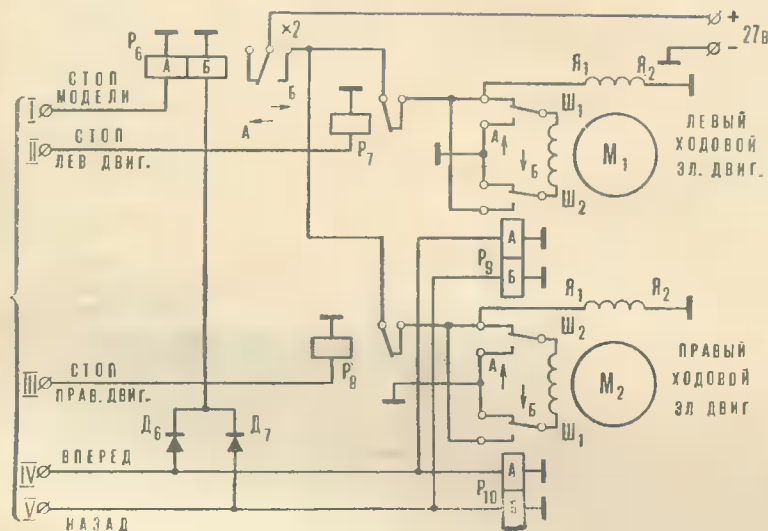 ×2
+
27В
−
Р6
А
Б
Я1
Я2
I
СТОП
МОДЕЛИ
Б
А
Ш1
II
СТОП
ЛЕВ ДВИГ.
Р7
А
Б
М1
ЛЕВЫЙ
ХОДОВОЙ
ЭЛ. ДВИГ.
Ш2
Р9
А
Б
Я1
Я2
Ш2
III
СТОП
ПРАВ. ДВИГ.
Р8
А
Б
М2
ПРАВЫЙ
ХОДОВОЙ
ЭЛ ДВИГ
Ш1
Д6
Д7
IV
ВПЕРЕД
Р10
А
Б
V
НАЗАД